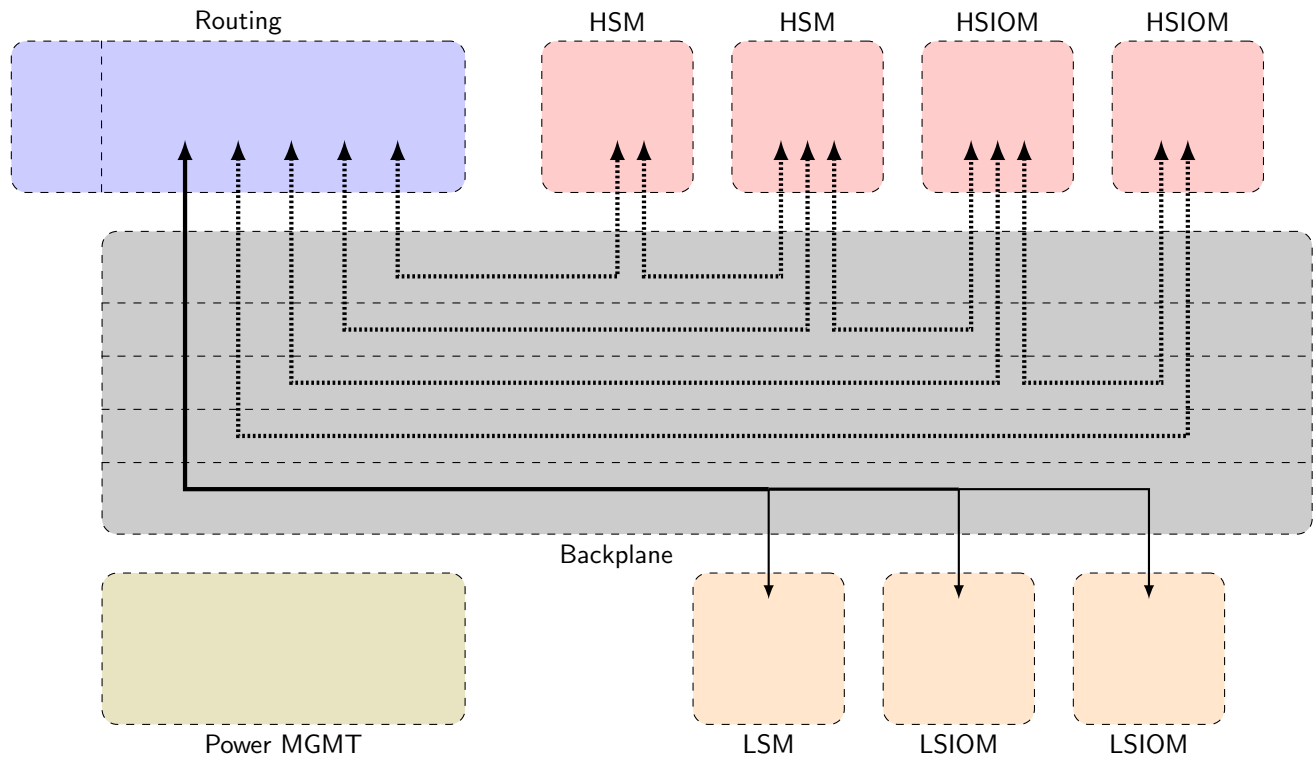 Routing
HSM
HSM
HSIOM
HSIOM
Backplane
Power MGMT
LSM
LSIOM
LSIOM